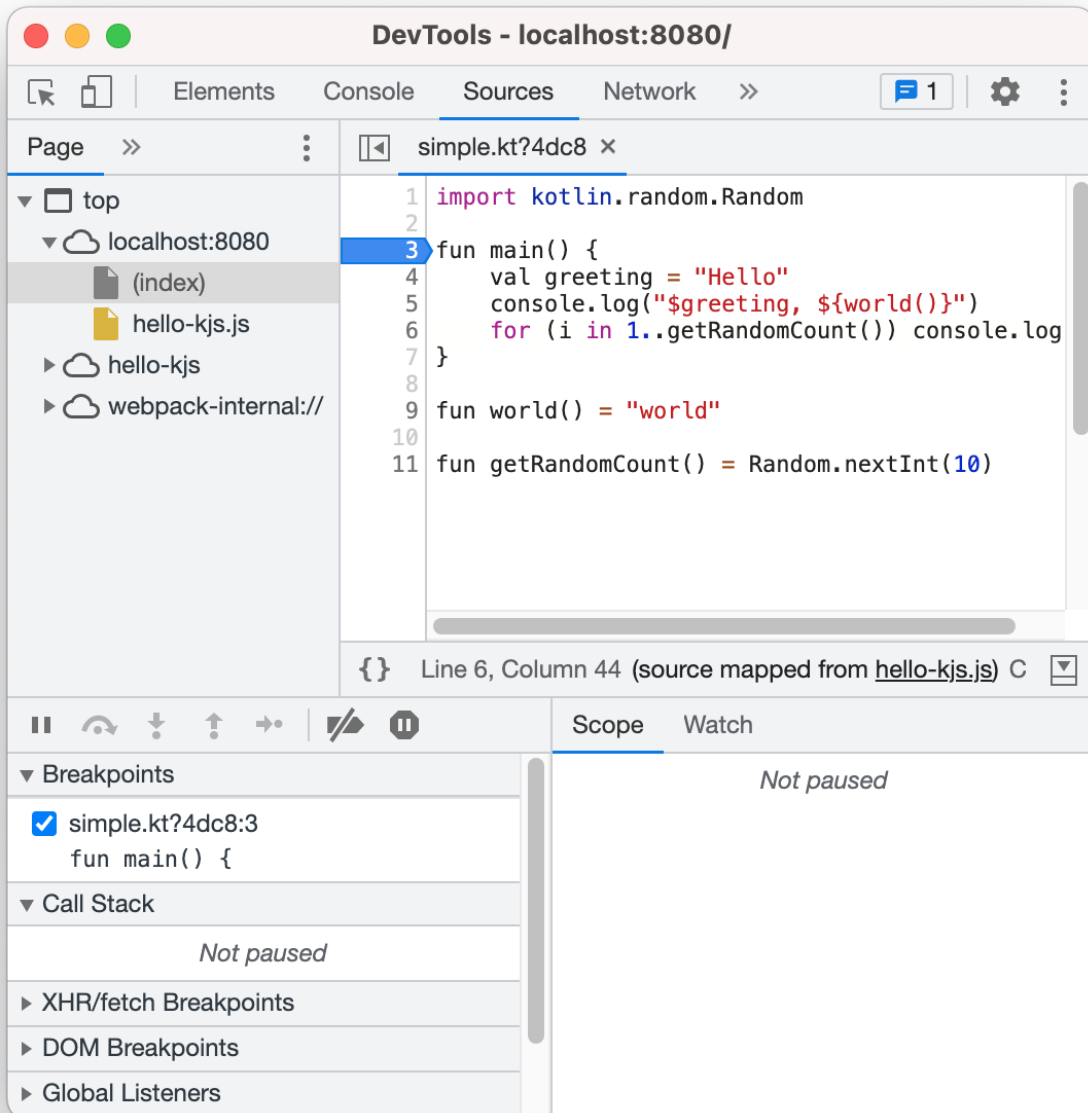 DevTools - localhost:8080/
Elements Console Sources Network » 1
Page » simple.kt?4dc8 ×
top
localhost:8080
(index)
hello-kjs.js
hello-kjs
webpack-internal://
1 import kotlin.random.Random
2
3 fun main() {
4     val greeting = "Hello"
5     console.log("$greeting, ${world()}")
6     for (i in 1..getRandomCount()) console.log
7 }
8
9 fun world() = "world"
10
11 fun getRandomCount() = Random.nextInt(10)
{} Line 6, Column 44 (source mapped from hello-kjs.js) C
Breakpoints
simple.kt?4dc8:3
fun main() {
Call Stack
Not paused
XHR/fetch Breakpoints
DOM Breakpoints
Global Listeners
Scope Watch
Not paused